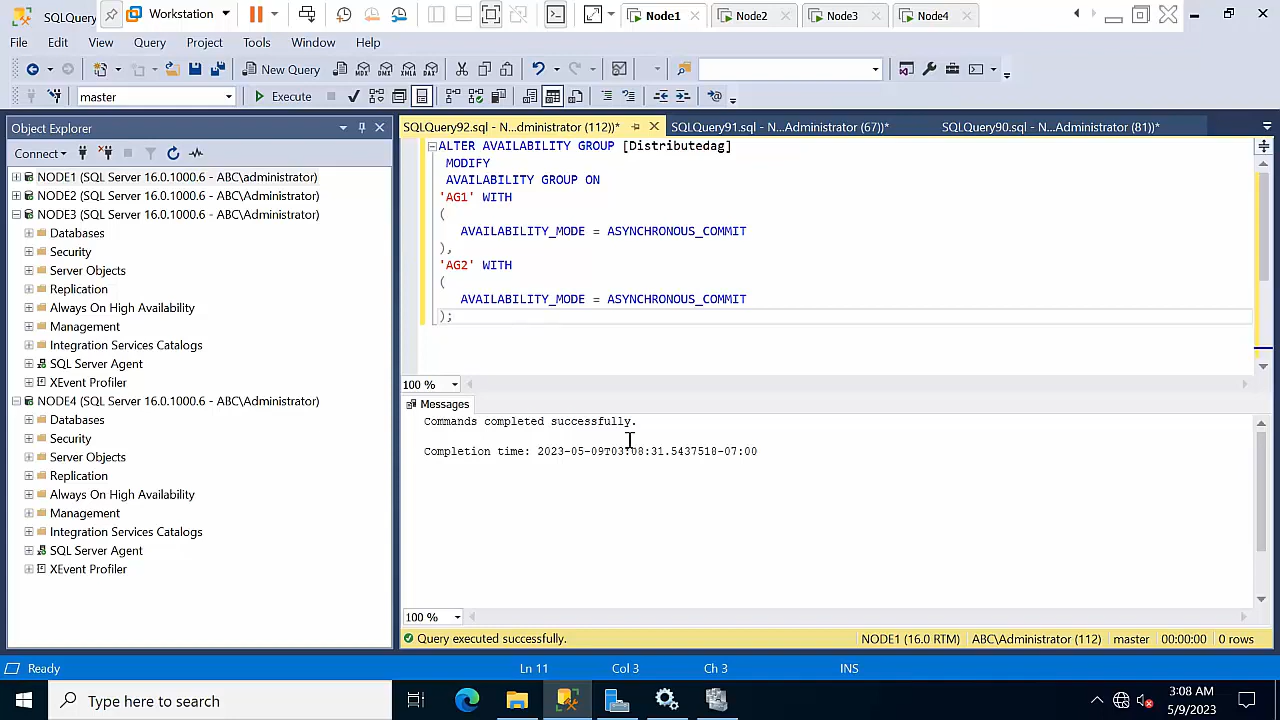 SQLQuery
Workstation
Node1
Node2
Node3
Node4
File Edit View Query Project Tools Window Help
New Query
MDX DMX XMLA DAX
master
Execute
Object Explorer
Connect
NODE1 (SQL Server 16.0.1000.6 - ABC\administrator)
NODE2 (SQL Server 16.0.1000.6 - ABC\Administrator)
NODE3 (SQL Server 16.0.1000.6 - ABC\Administrator)
Databases
Security
Server Objects
Replication
Always On High Availability
Management
Integration Services Catalogs
SQL Server Agent
XEvent Profiler
NODE4 (SQL Server 16.0.1000.6 - ABC\Administrator)
Databases
Security
Server Objects
Replication
Always On High Availability
Management
Integration Services Catalogs
SQL Server Agent
XEvent Profiler
SQLQuery92.sql - N...dministrator (112))*
SQLQuery91.sql - N...Administrator (67))*
SQLQuery90.sql - N...Administrator (81))*
ALTER AVAILABILITY GROUP [Distributedag]
MODIFY
AVAILABILITY GROUP ON
'AG1' WITH
(
AVAILABILITY_MODE = ASYNCHRONOUS_COMMIT
),
'AG2' WITH
(
AVAILABILITY_MODE = ASYNCHRONOUS_COMMIT
);
100 %
Messages
Commands completed successfully.
Completion time: 2023-05-09T03:08:31.5437518-07:00
100 %
Query executed successfully.
NODE1 (16.0 RTM)
ABC\Administrator (112)
master
00:00:00
0 rows
Ready
Ln 11
Col 3
Ch 3
INS
Type here to search
3:08 AM
5/9/2023